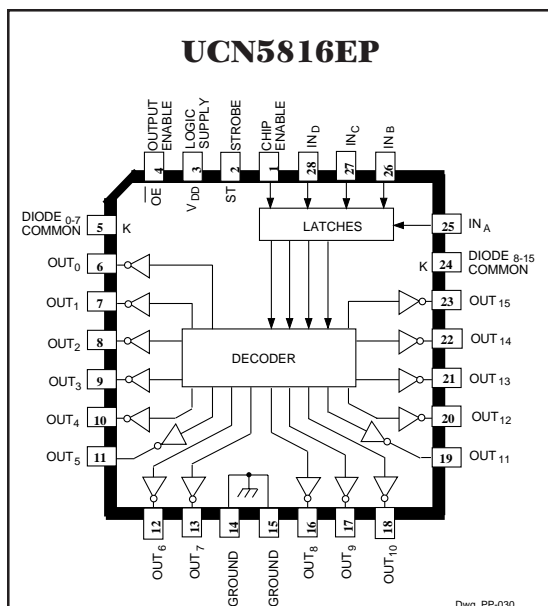 UCN5816EP
OUTPUT
ENABLE
LOGIC
SUPPLY
STROBE
CHIP
ENABLE
IN_D
IN_C
IN_B
4
3
2
1
28
27
26
OE
V_DD
ST
LATCHES
25
IN_A
DIODE 0-7
COMMON
5
K
K
24
DIODE 8-15
COMMON
OUT_0
6
23
OUT_15
OUT_1
7
22
OUT_14
OUT_2
8
DECODER
21
OUT_13
OUT_3
9
20
OUT_12
OUT_4
10
OUT_5
11
19
OUT_11
12
13
14
15
16
17
18
OUT_6
OUT_7
GROUND
GROUND
OUT_8
OUT_9
OUT_10
Dwg. PP-030